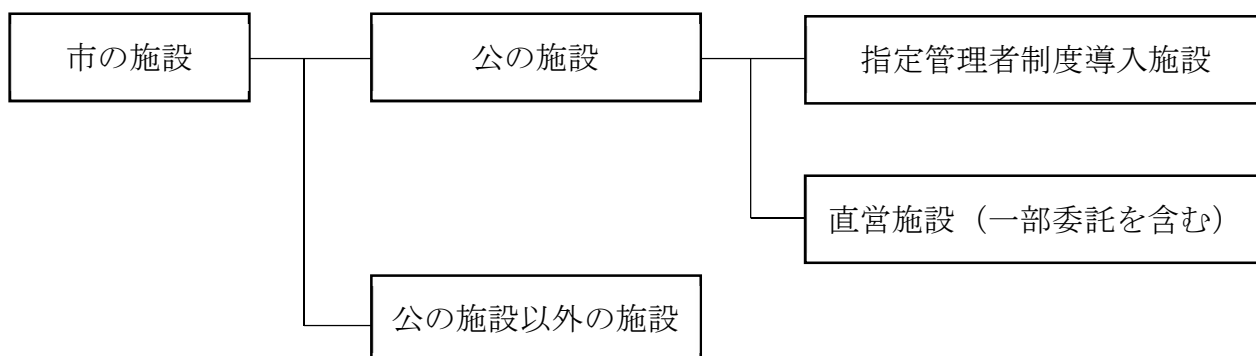 市の施設
公の施設
指定管理者制度導入施設
直営施設（一部委託を含む）
公の施設以外の施設